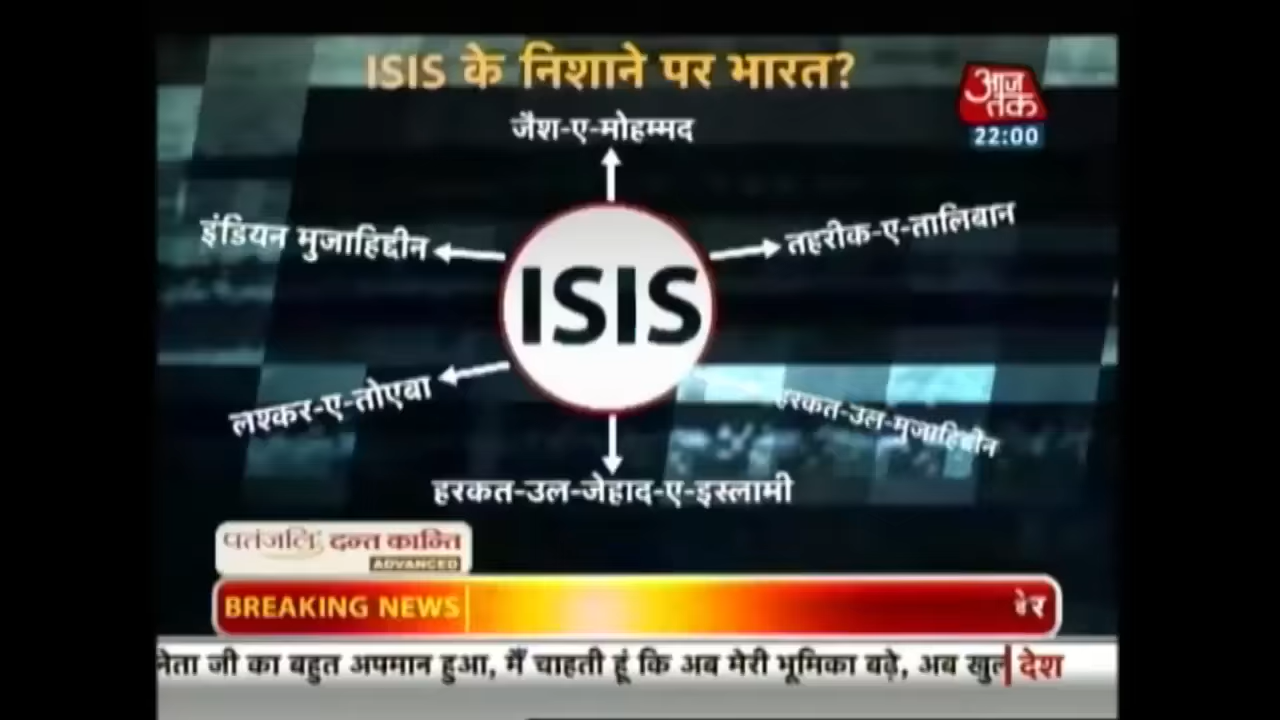 ISIS के निशाने पर भारत?
आज तक
22:00
जैश-ए-मोहम्मद
इंडियन मुजाहिद्दीन
तहरीक-ए-तालिबान
ISIS
लश्कर-ए-तोएबा
हरकत-उल-मुजाहिद्दीन
हरकत-उल-जेहाद-ए-इस्लामी
पतंजलि दन्त कान्ति
ADVANCED
BREAKING NEWS
नेता जी का बहुत अपमान हुआ, मैं चाहती हूं कि अब मेरी भूमिका बढ़े, अब खुल देश